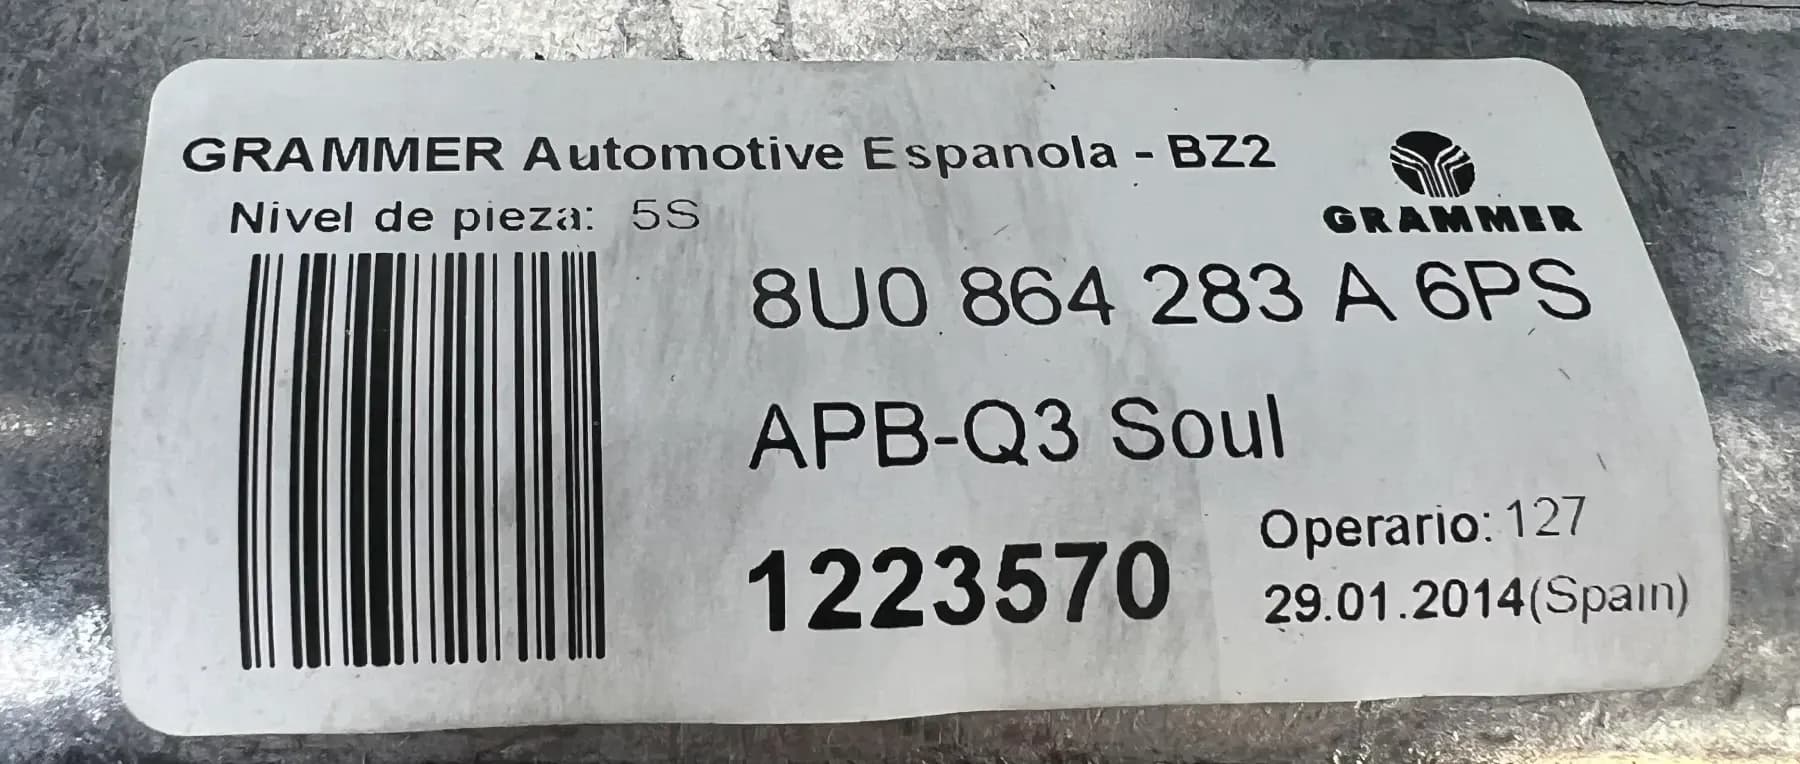 GRAMMER Automotive Espanola - BZ2
GRAMMER
Nivel de pieza: 5S
8U0 864 283 A 6PS
APB-Q3 Soul
1223570
Operario: 127
29.01.2014(Spain)